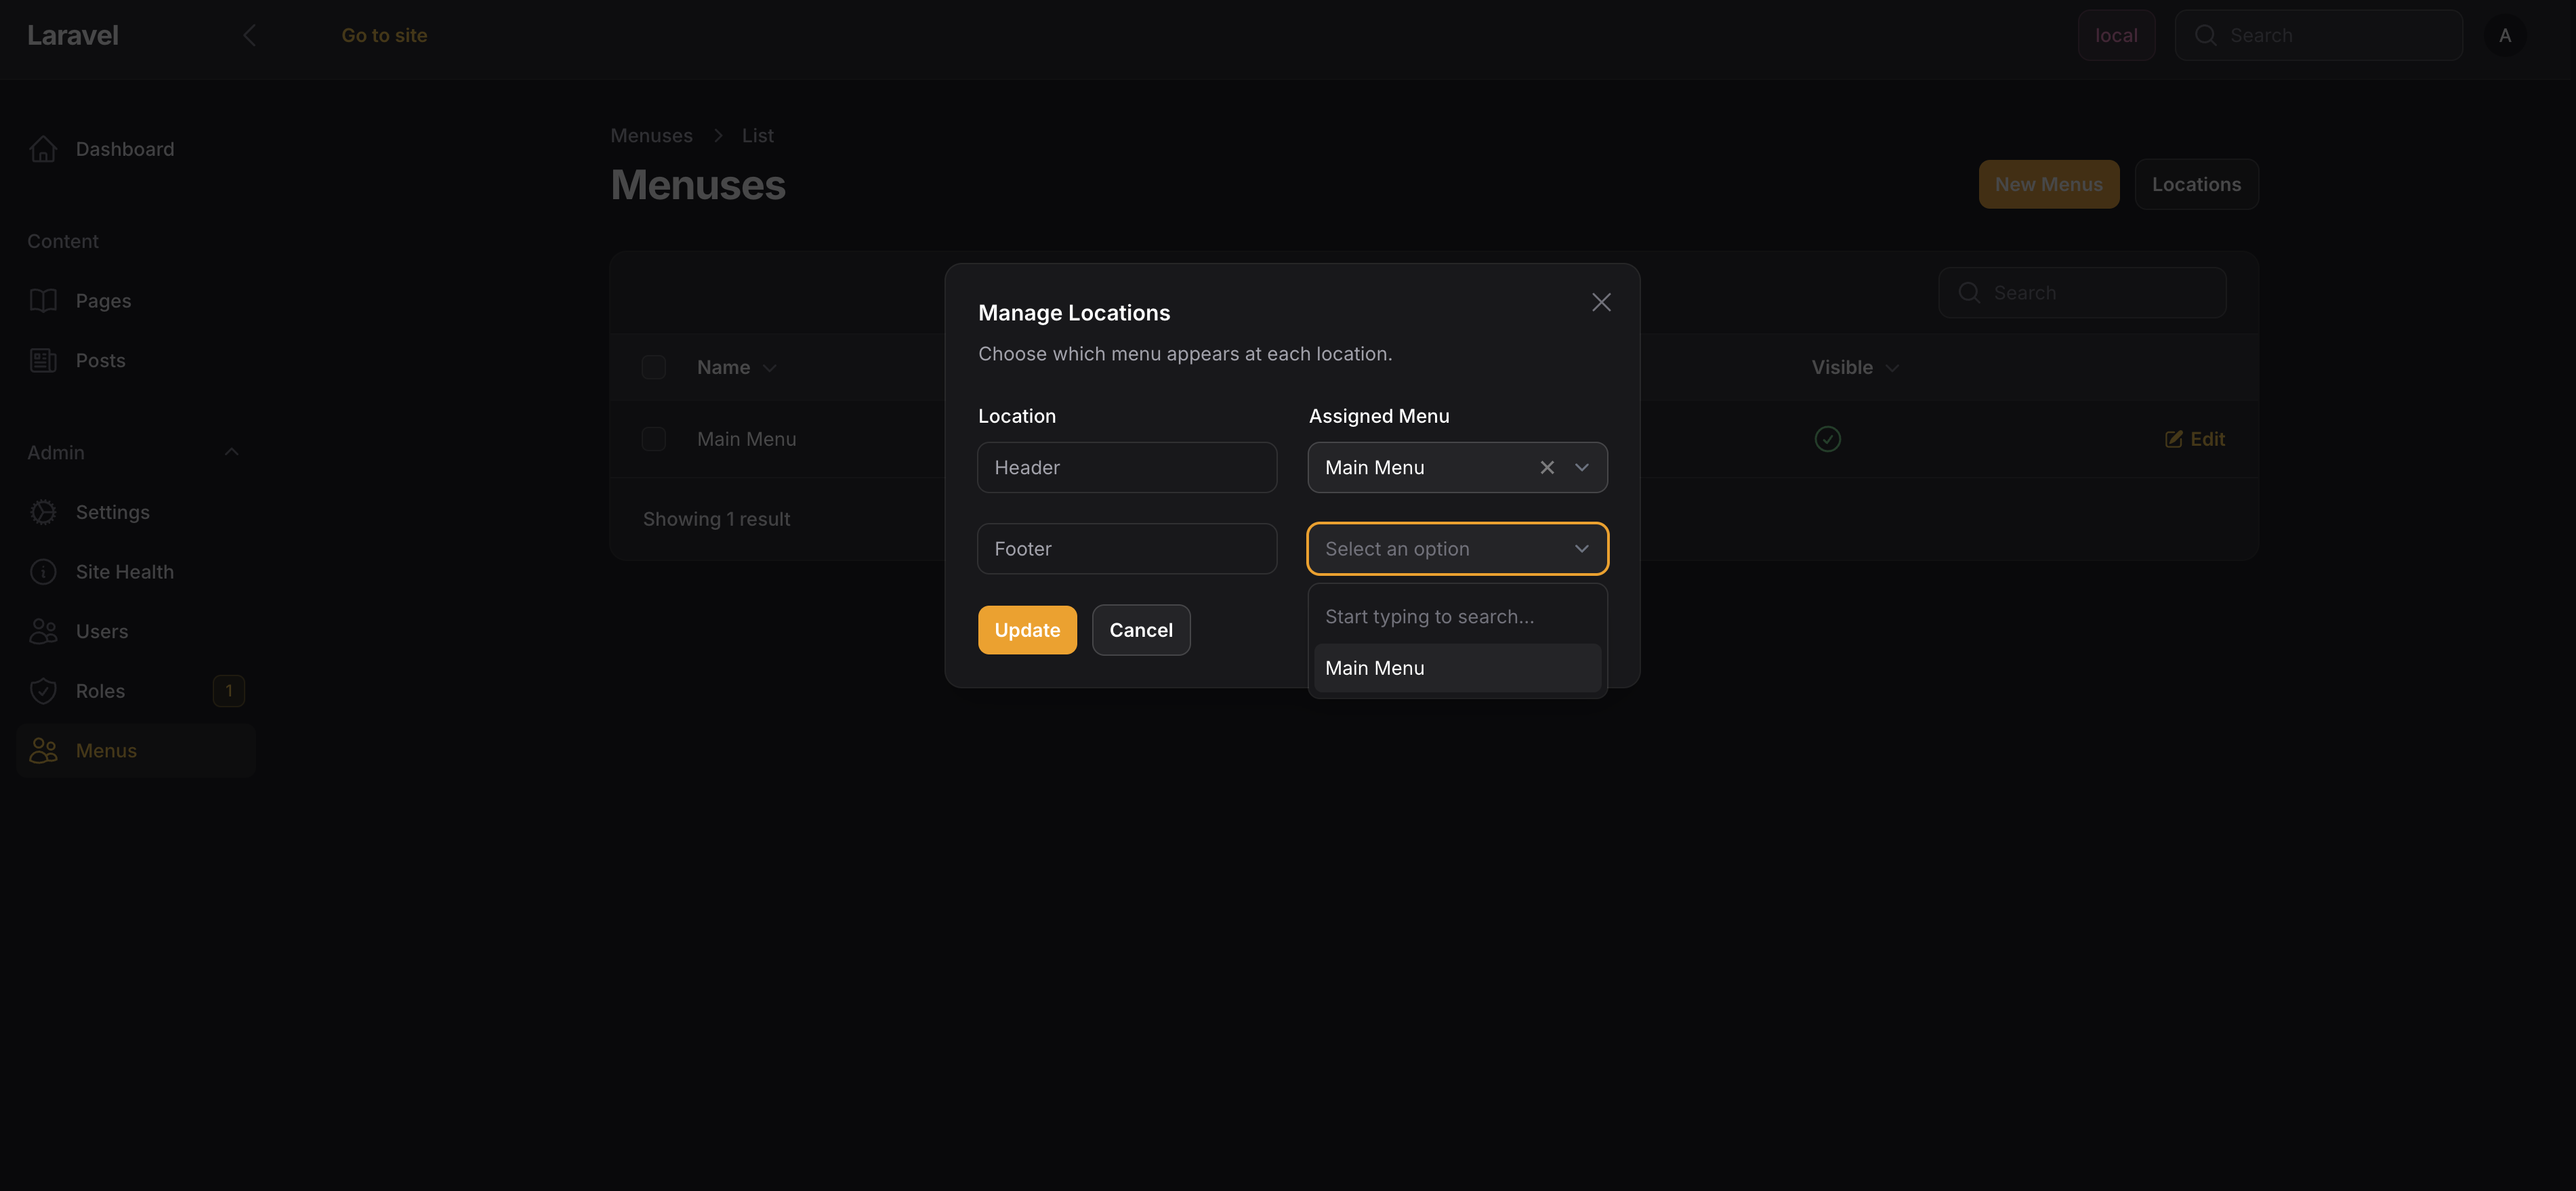 Laravel
Go to site
local
Search
A
Dashboard
Content
Pages
Posts
Admin
Settings
Site Health
Users
Roles
1
Menus
Menuses
List
Menuses
New Menus
Locations
Search
Name
Visible
Main Menu
Edit
Showing 1 result
Manage Locations
Choose which menu appears at each location.
Location
Assigned Menu
Header
Main Menu
Footer
Select an option
Start typing to search...
Main Menu
Update
Cancel